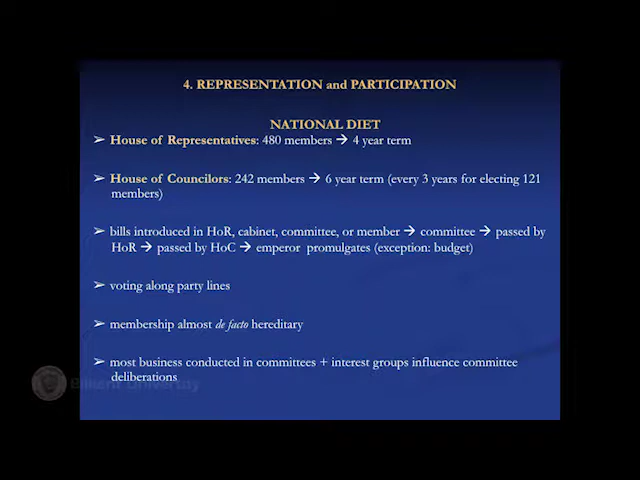 4. REPRESENTATION and PARTICIPATION
NATIONAL DIET
➢ House of Representatives: 480 members → 4 year term
➢ House of Councilors: 242 members → 6 year term (every 3 years for electing 121
members)
➢ bills introduced in HoR, cabinet, committee, or member → committee → passed by
HoR → passed by HoC → emperor promulgates (exception: budget)
➢ voting along party lines
➢ membership almost de facto hereditary
➢ most business conducted in committees + interest groups influence committee
deliberations
Bilkent University